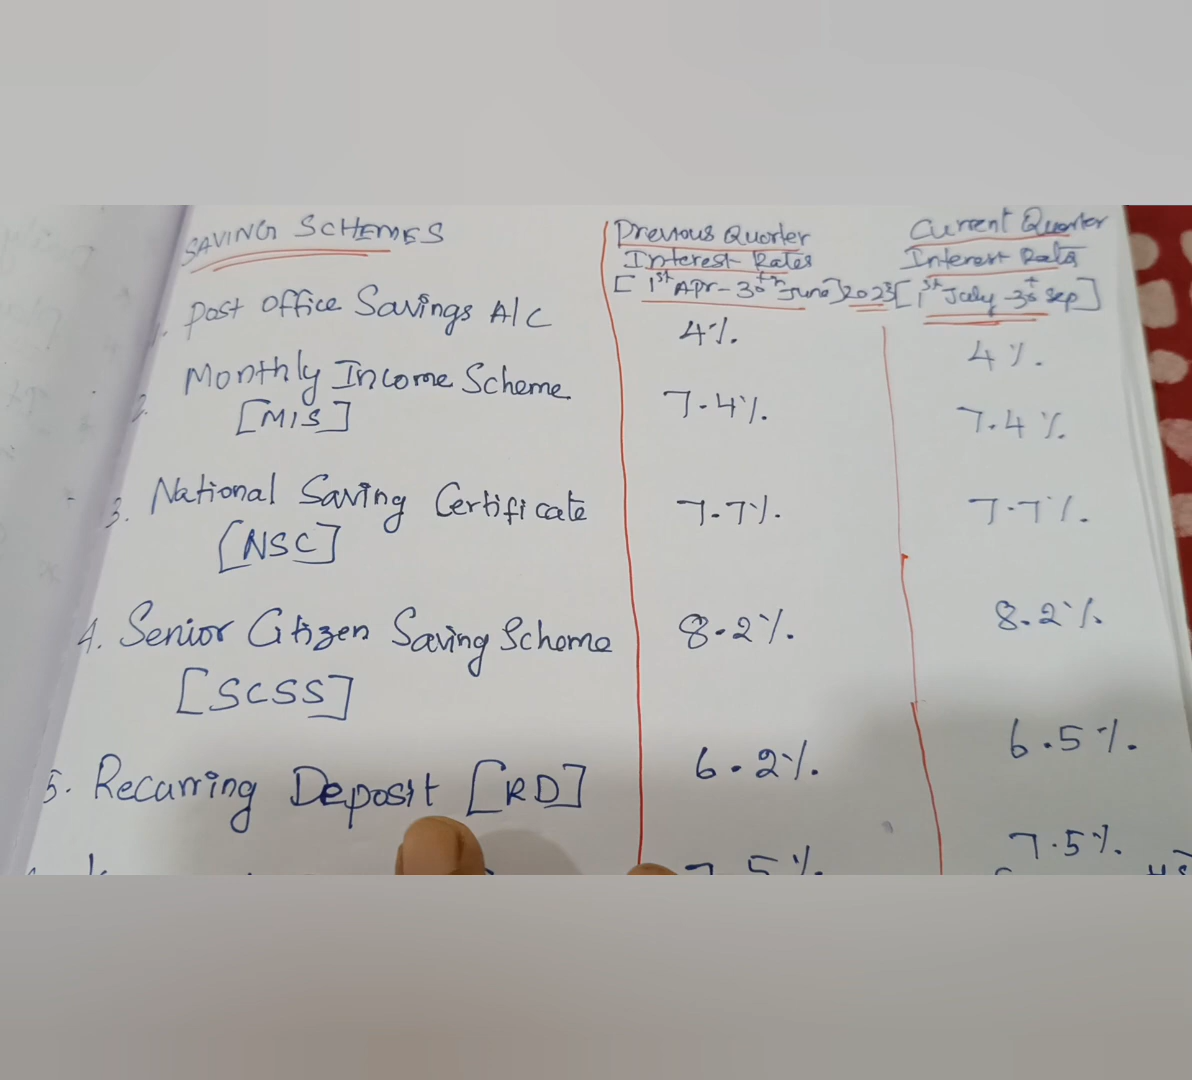 SAVING SCHEMES
Previous Quarter
Interest Rates
[1st Apr - 30th June] 2023
Current Quarter
Interest Rates
[1st July - 30t Sep]
1. Post Office Savings A/C 4%. 4%.
2. Monthly Income Scheme
[MIS] 7.4%. 7.4%.
3. National Saving Certificate 7.7%. 7.7%.
[NSC]
4. Senior Citizen Saving Scheme 8.2%. 8.2%.
[SCSS]
5. Recurring Deposit [RD] 6.2%. 6.5%.
7.5%. 7.5%.